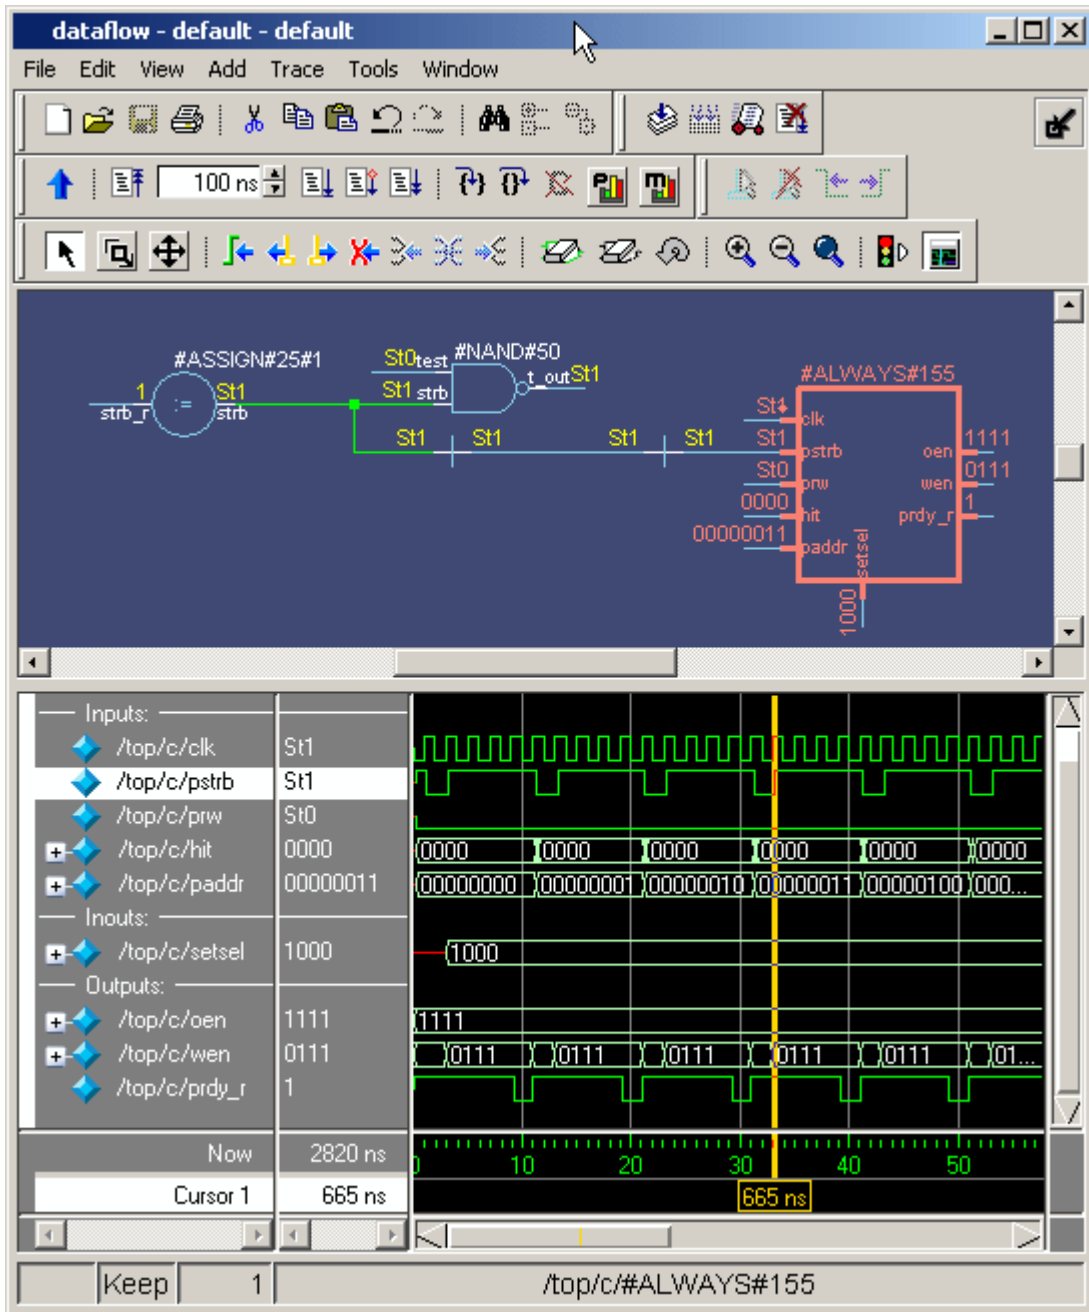 dataflow - default - default
File Edit View Add Trace Tools Window
100 ns
#ASSIGN#25#1
1
strb_r
:=
St1
strb
St0 test
#NAND#50
St1 strb
t_out St1
St1 St1 St1 St1
#ALWAYS#155
St1 clk
St1 pstrb oen 1111
St0 prw wen 0111
0000 hit prdy_r 1
00000011 paddr
setsel
1000
Inputs:
/top/c/clk St1
/top/c/pstrb St1
/top/c/prw St0
/top/c/hit 0000 0000 0000 0000 0000 0000 0000
/top/c/paddr 00000011 00000000 00000001 00000010 00000011 00000100 000...
Inouts:
/top/c/setsel 1000 1000
Outputs:
/top/c/oen 1111 1111
/top/c/wen 0111 0111 0111 0111 0111 0111 01...
/top/c/prdy_r 1
Now 2820 ns 10 20 30 40 50
Cursor 1 665 ns 665 ns
Keep 1 /top/c/#ALWAYS#155